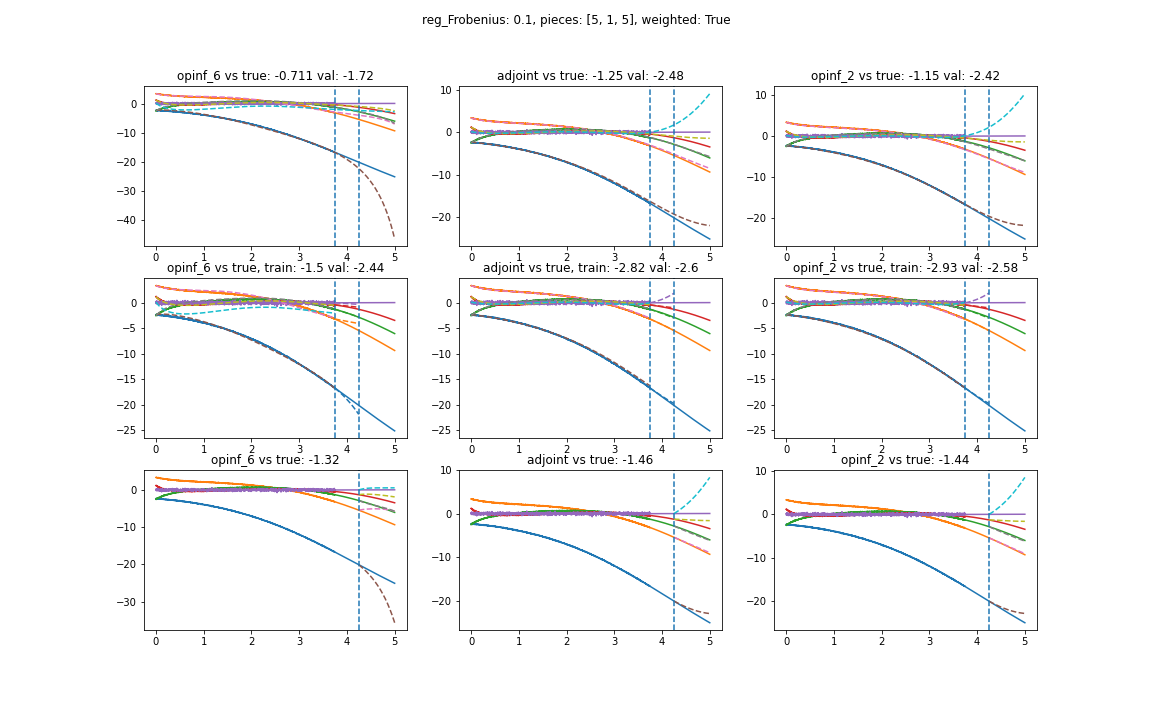 reg_Frobenius: 0.1, pieces: [5, 1, 5], weighted: True
opinf_6 vs true: -0.711 val: -1.72
adjoint vs true: -1.25 val: -2.48
opinf_2 vs true: -1.15 val: -2.42
0
−10
−20
−30
−40
0 1 2 3 4 5
10
0
−10
−20
0 1 2 3 4 5
10
0
−10
−20
0 1 2 3 4 5
opinf_6 vs true, train: -1.5 val: -2.44
adjoint vs true, train: -2.82 val: -2.6
opinf_2 vs true, train: -2.93 val: -2.58
0
−5
−10
−15
−20
−25
0 1 2 3 4 5
0
−5
−10
−15
−20
−25
0 1 2 3 4 5
0
−5
−10
−15
−20
−25
0 1 2 3 4 5
opinf_6 vs true: -1.32
adjoint vs true: -1.46
opinf_2 vs true: -1.44
0
−10
−20
−30
0 1 2 3 4 5
10
0
−10
−20
0 1 2 3 4 5
10
0
−10
−20
0 1 2 3 4 5